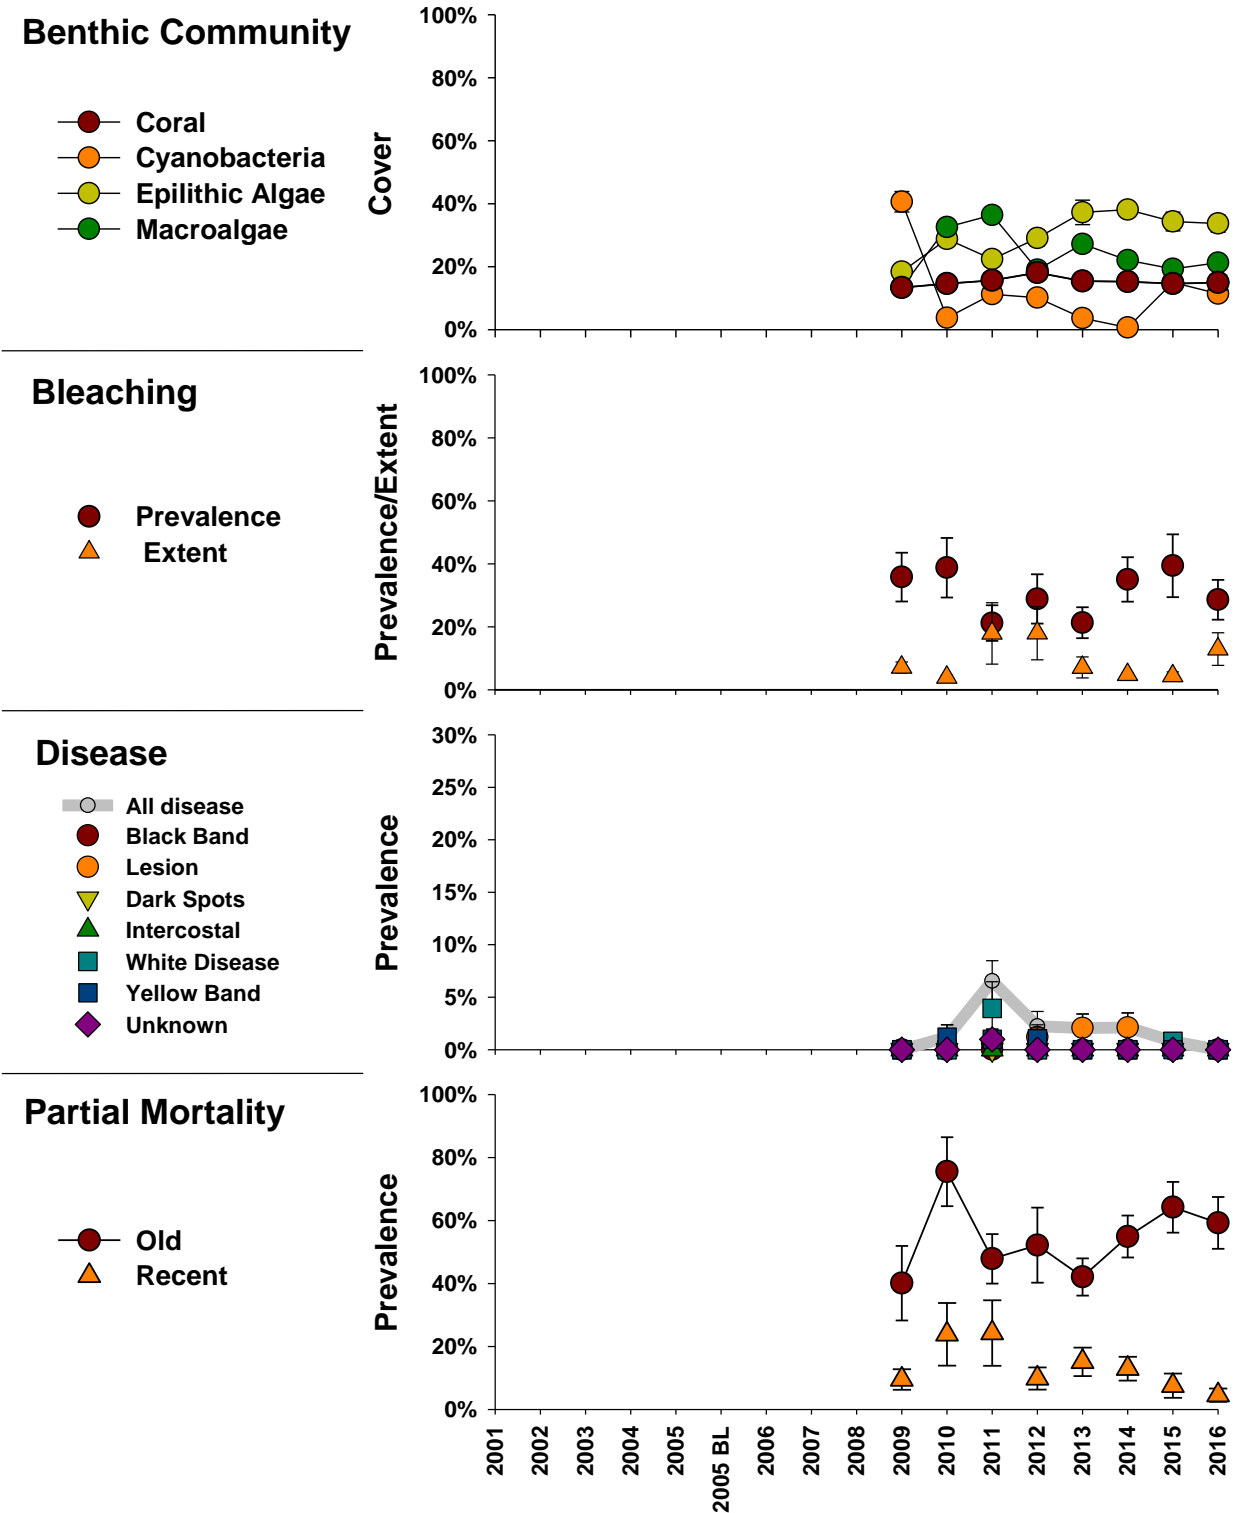 Benthic Community
Coral
Cyanobacteria
Epilithic Algae
Macroalgae
Cover
100%
80%
60%
40%
20%
0%
Bleaching
Prevalence
Extent
Prevalence/Extent
100%
80%
60%
40%
20%
0%
Disease
All disease
Black Band
Lesion
Dark Spots
Intercostal
White Disease
Yellow Band
Unknown
Prevalence
30%
25%
20%
15%
10%
5%
0%
Partial Mortality
Old
Recent
Prevalence
100%
80%
60%
40%
20%
0%
2001
2002
2003
2004
2005
2005 BL
2006
2007
2008
2009
2010
2011
2012
2013
2014
2015
2016